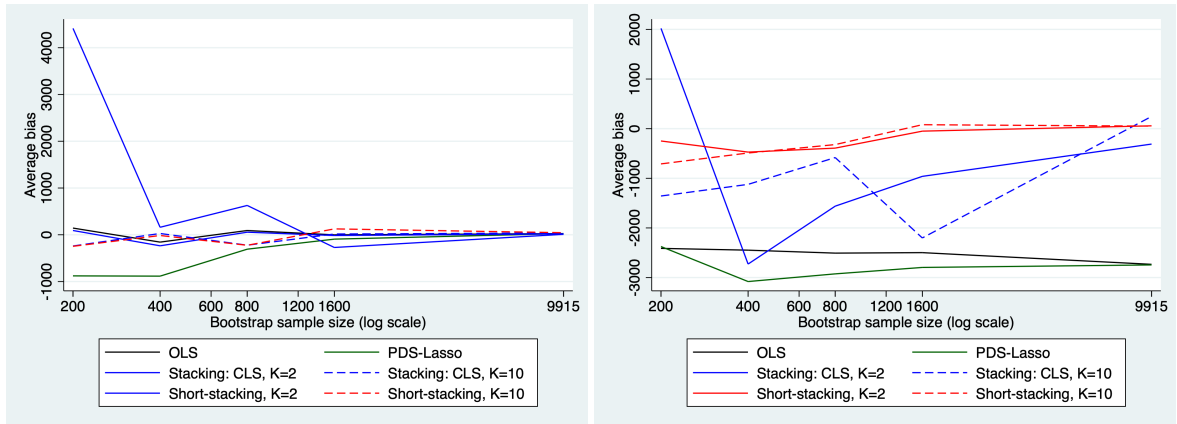 Average bias
4000
3000
2000
1000
0
-1000
200
400
600
800
1200
1600
9915
Bootstrap sample size (log scale)
OLS
PDS-Lasso
Stacking: CLS, K=2
Stacking: CLS, K=10
Short-stacking, K=2
Short-stacking, K=10
Average bias
2000
1000
0
-1000
-2000
-3000
200
400
600
800
1200
1600
9915
Bootstrap sample size (log scale)
OLS
PDS-Lasso
Stacking: CLS, K=2
Stacking: CLS, K=10
Short-stacking, K=2
Short-stacking, K=10